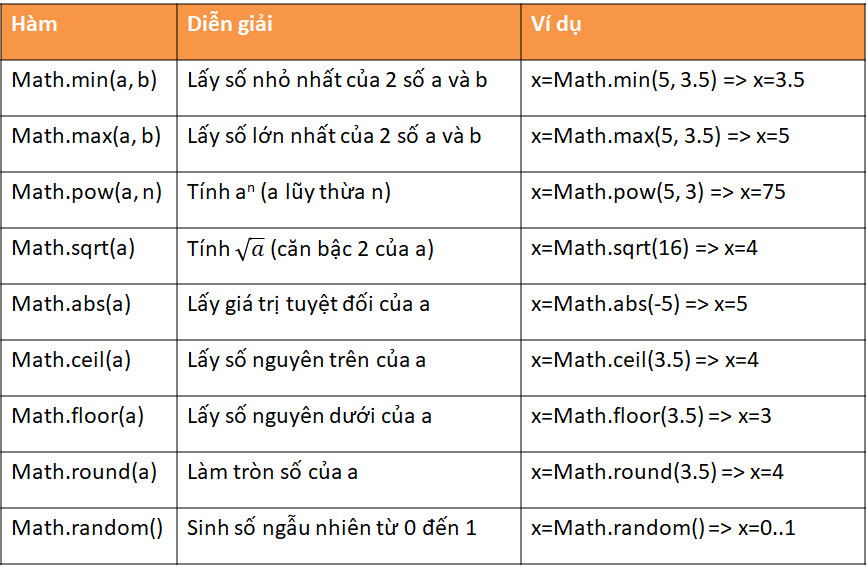 Hàm Diễn giải Ví dụ
Math.min(a, b) Lấy số nhỏ nhất của 2 số a và b x=Math.min(5, 3.5) => x=3.5
Math.max(a, b) Lấy số lớn nhất của 2 số a và b x=Math.max(5, 3.5) => x=5
Math.pow(a, n) Tính aⁿ (a lũy thừa n) x=Math.pow(5, 3) => x=75
Math.sqrt(a) Tính √a (căn bậc 2 của a) x=Math.sqrt(16) => x=4
Math.abs(a) Lấy giá trị tuyệt đối của a x=Math.abs(-5) => x=5
Math.ceil(a) Lấy số nguyên trên của a x=Math.ceil(3.5) => x=4
Math.floor(a) Lấy số nguyên dưới của a x=Math.floor(3.5) => x=3
Math.round(a) Làm tròn số của a x=Math.round(3.5) => x=4
Math.random() Sinh số ngẫu nhiên từ 0 đến 1 x=Math.random() => x=0..1